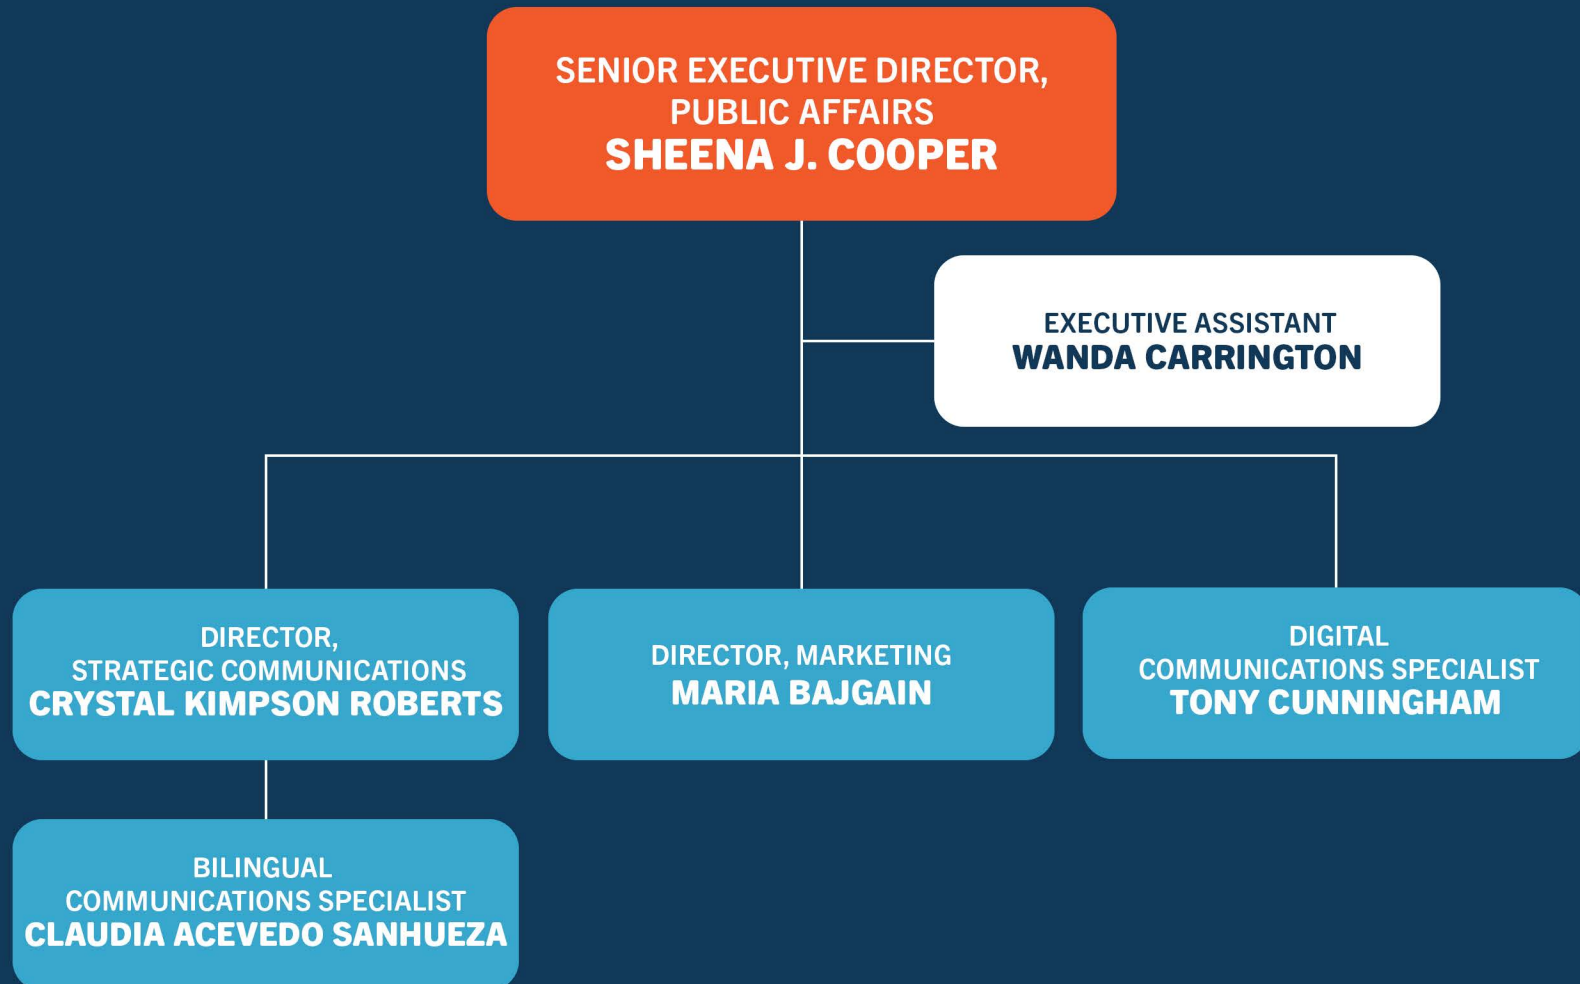 SENIOR EXECUTIVE DIRECTOR,
PUBLIC AFFAIRS
SHEENA J. COOPER
EXECUTIVE ASSISTANT
WANDA CARRINGTON
DIRECTOR,
STRATEGIC COMMUNICATIONS
CRYSTAL KIMPSON ROBERTS
DIRECTOR, MARKETING
MARIA BAJGAIN
DIGITAL
COMMUNICATIONS SPECIALIST
TONY CUNNINGHAM
BILINGUAL
COMMUNICATIONS SPECIALIST
CLAUDIA ACEVEDO SANHUEZA